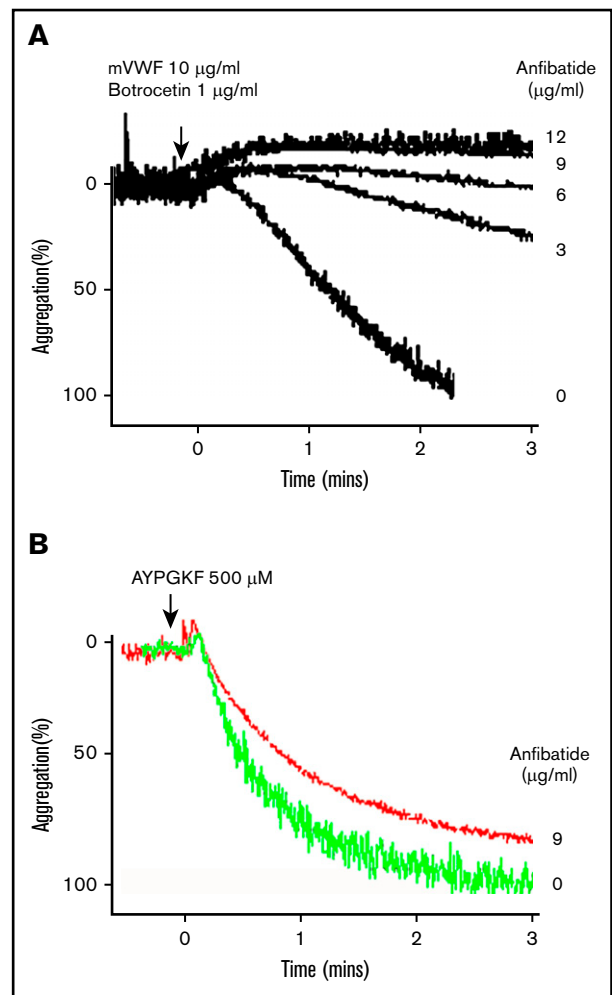 A
mVWF 10 μg/ml
Botrocetin 1 μg/ml
Anfibatide
(μg/ml)
12
9
6
3
0
0
50
100
Aggregation(%)
0 1 2 3
Time (mins)
B
AYPGKF 500 μM
Anfibatide
(μg/ml)
9
0
0
50
100
Aggregation(%)
0 1 2 3
Time (mins)